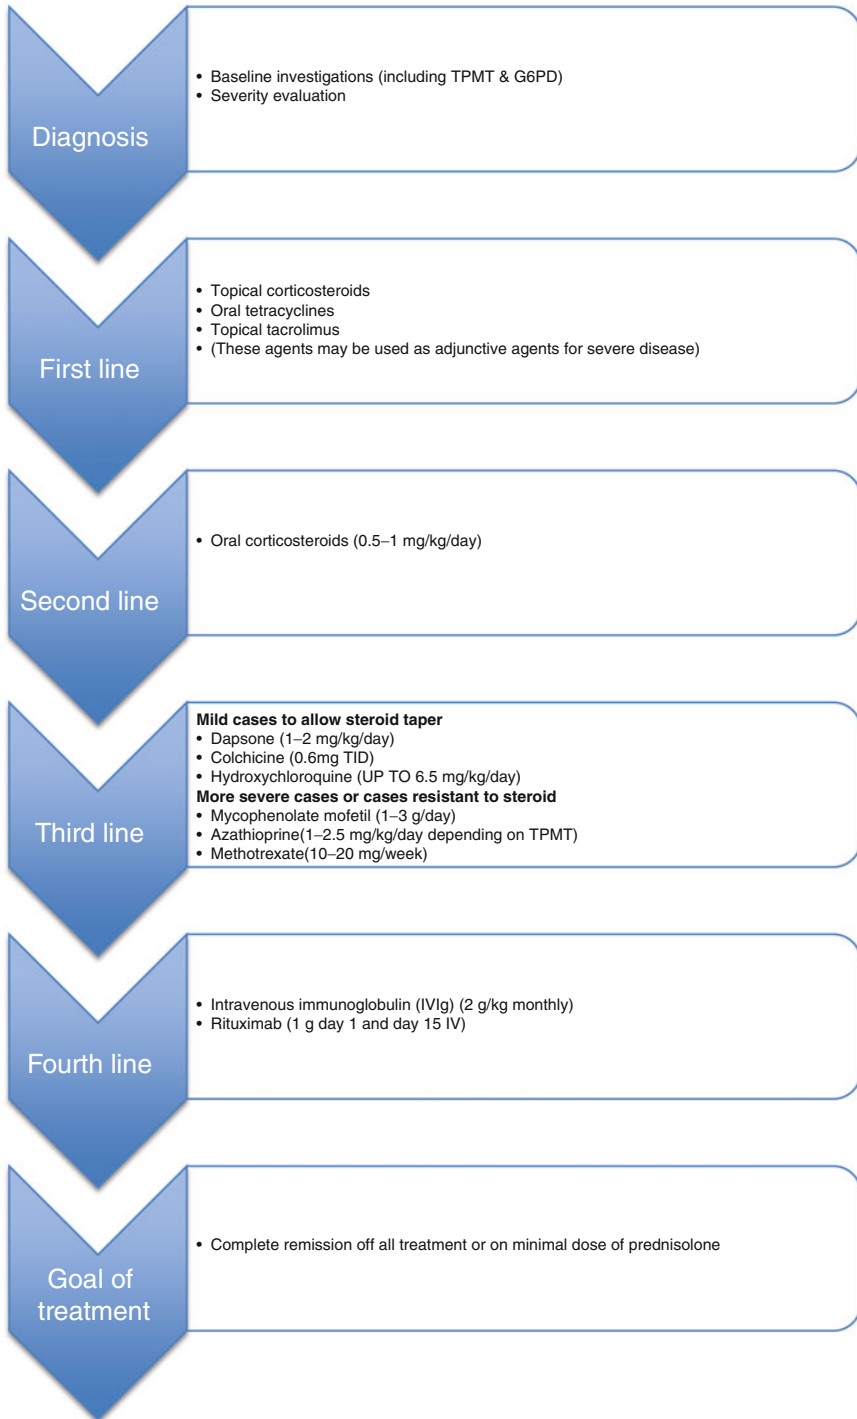 Diagnosis
• Baseline investigations (including TPMT & G6PD)
• Severity evaluation
First line
• Topical corticosteroids
• Oral tetracyclines
• Topical tacrolimus
• (These agents may be used as adjunctive agents for severe disease)
Second line
• Oral corticosteroids (0.5–1 mg/kg/day)
Third line
Mild cases to allow steroid taper
• Dapsone (1–2 mg/kg/day)
• Colchicine (0.6mg TID)
• Hydroxychloroquine (UP TO 6.5 mg/kg/day)
More severe cases or cases resistant to steroid
• Mycophenolate mofetil (1–3 g/day)
• Azathioprine(1–2.5 mg/kg/day depending on TPMT)
• Methotrexate(10–20 mg/week)
Fourth line
• Intravenous immunoglobulin (IVIg) (2 g/kg monthly)
• Rituximab (1 g day 1 and day 15 IV)
Goal of
treatment
• Complete remission off all treatment or on minimal dose of prednisolone